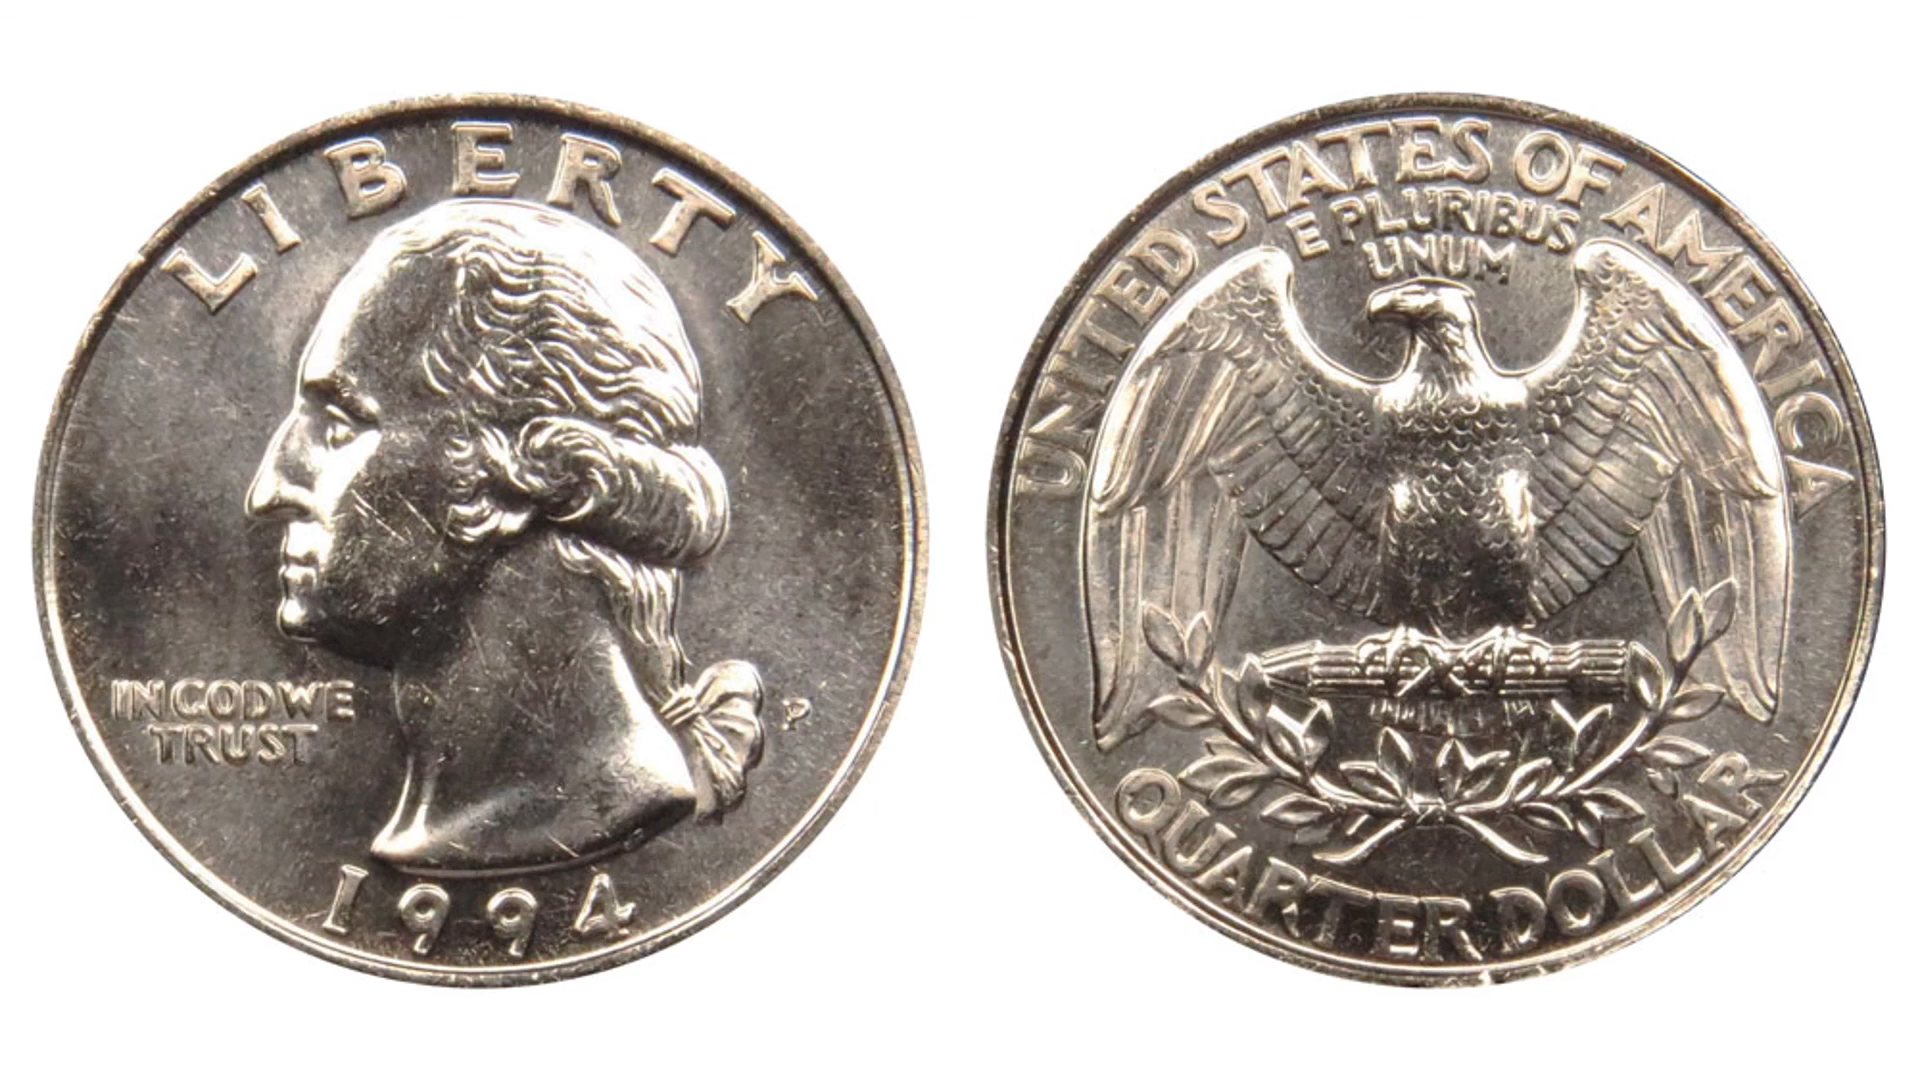 LIBERTY
IN GOD WE
TRUST
P
1994
UNITED STATES OF AMERICA
E PLURIBUS
UNUM
QUARTER DOLLAR